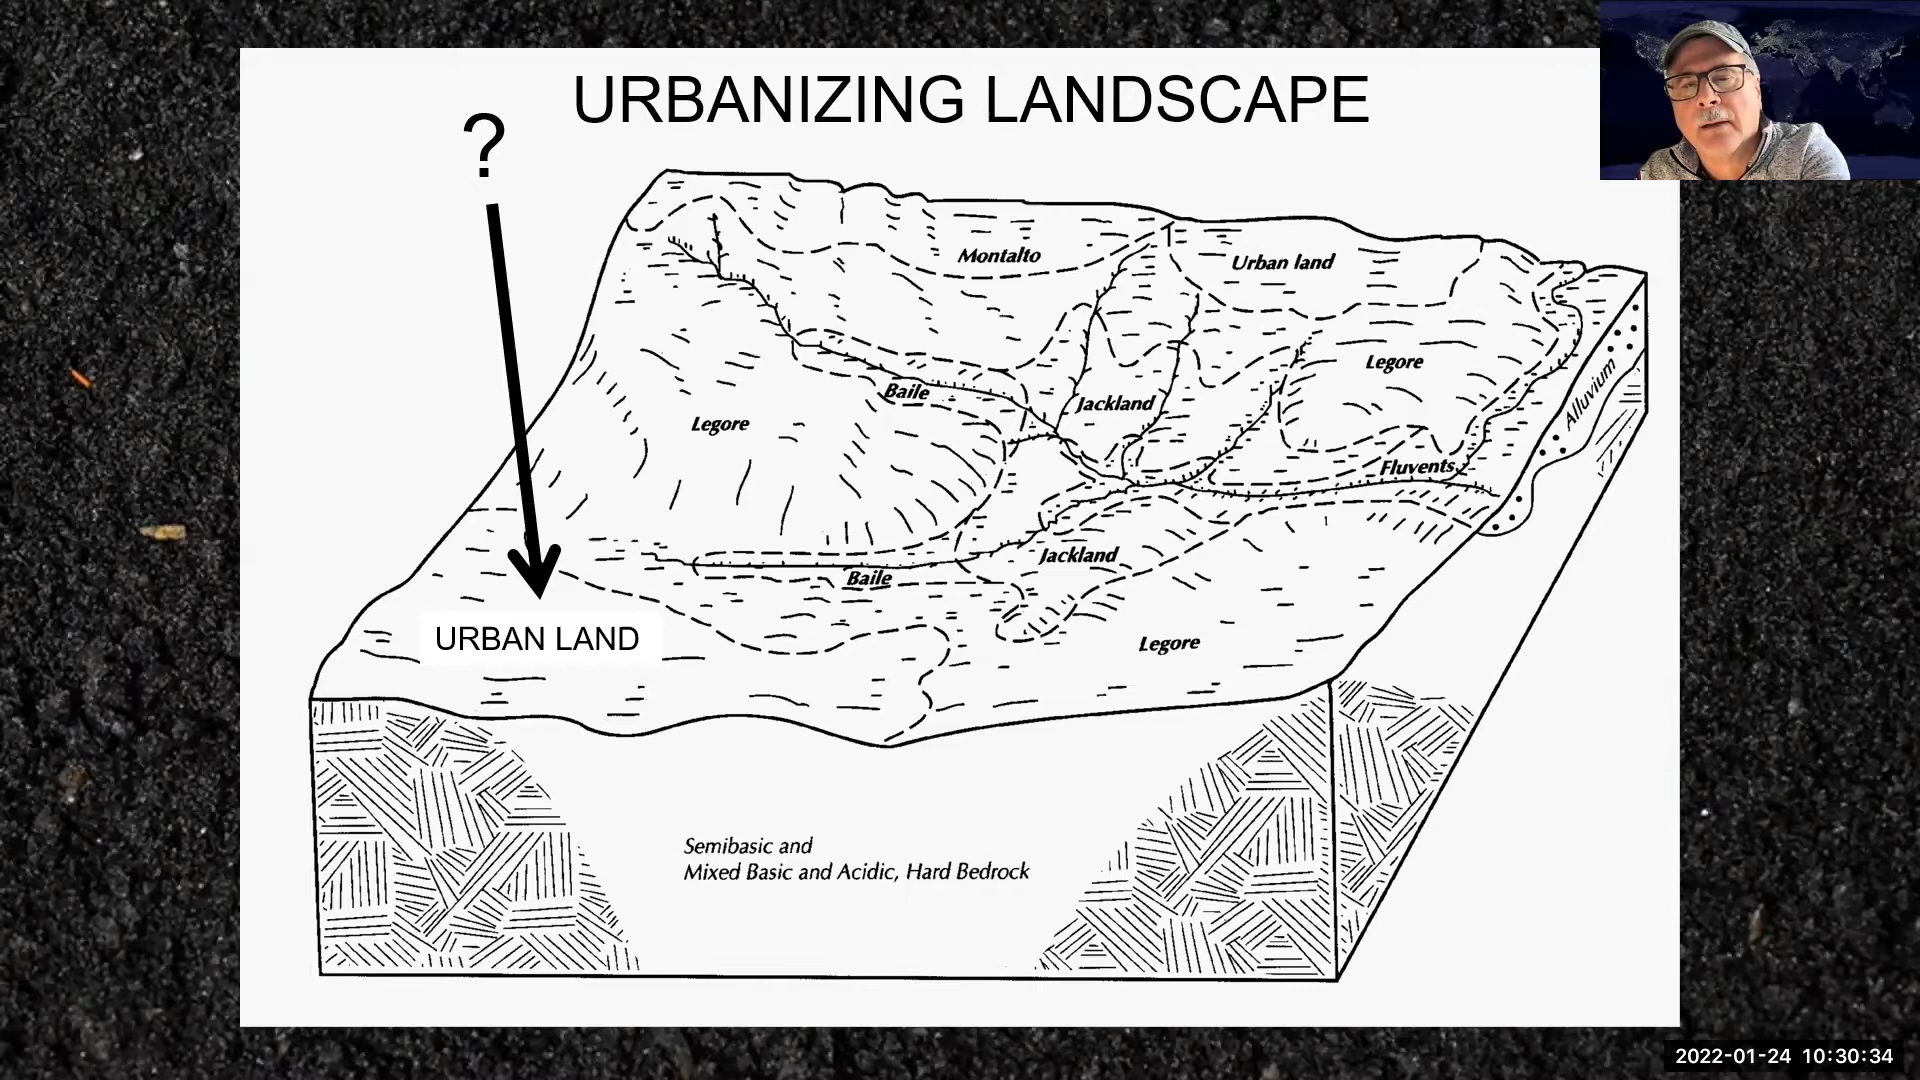 URBANIZING LANDSCAPE
?
Montalto
Urban land
Legore
Alluvium
Baile
Jackland
Legore
Fluvents
Jackland
Baile
URBAN LAND
Legore
Semibasic and
Mixed Basic and Acidic, Hard Bedrock
2022-01-24 10:30:34